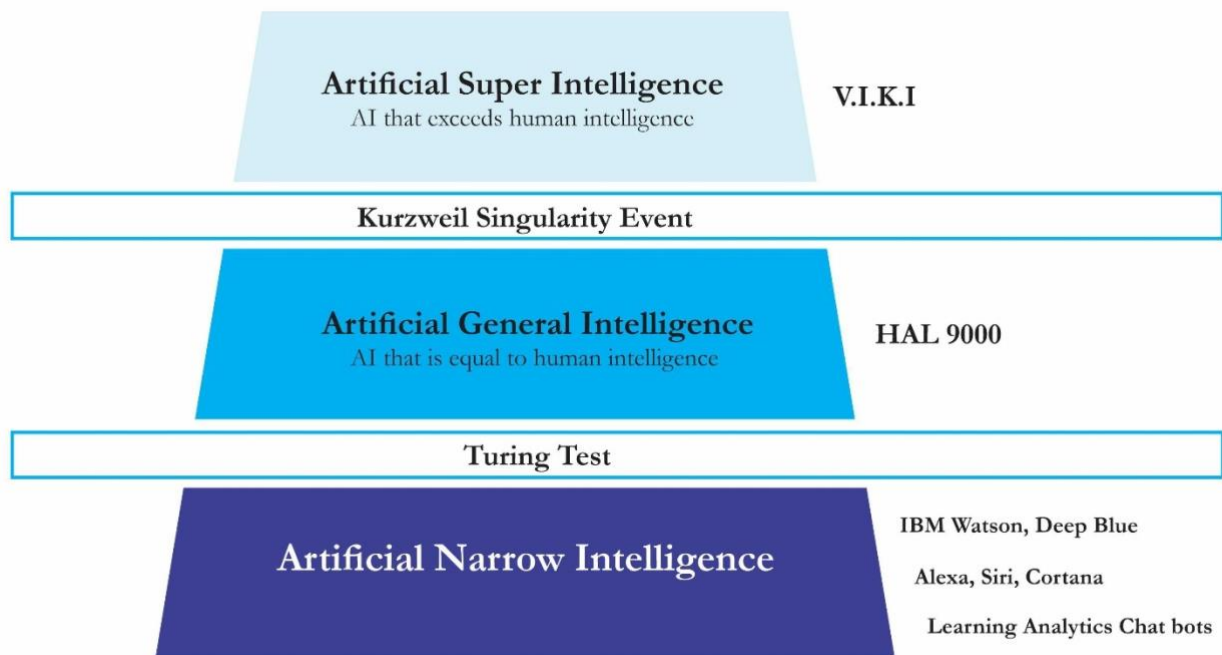 Artificial Super Intelligence
AI that exceeds human intelligence
V.I.K.I
Kurzweil Singularity Event
Artificial General Intelligence
AI that is equal to human intelligence
HAL 9000
Turing Test
Artificial Narrow Intelligence
IBM Watson, Deep Blue
Alexa, Siri, Cortana
Learning Analytics Chat bots